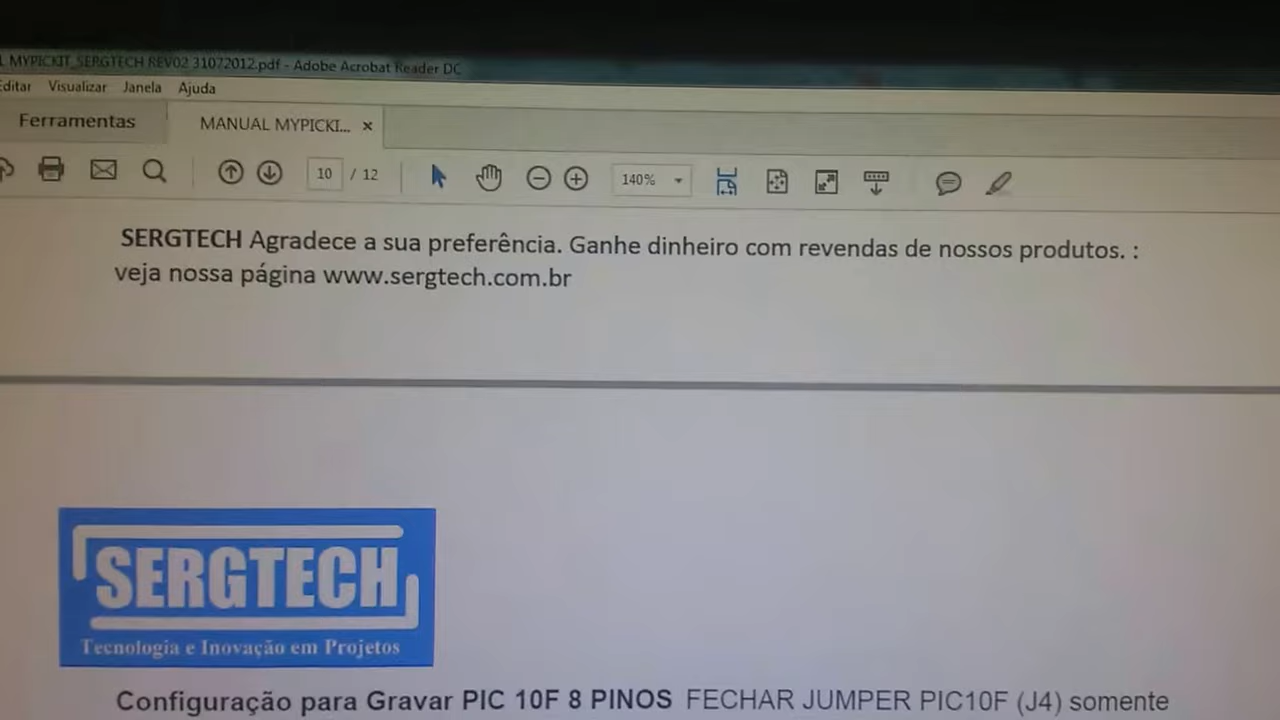 MYPICKIT_SERGTECH REV02 31072012.pdf - Adobe Acrobat Reader DC
Visualizar Janela Ajuda
Ferramentas MANUAL MYPICKI... ×
10 / 12 140%
SERGTECH Agradece a sua preferência. Ganhe dinheiro com revendas de nossos produtos. :
veja nossa página www.sergtech.com.br
SERGTECH
Tecnologia e Inovação em Projetos
Configuração para Gravar PIC 10F 8 PINOS FECHAR JUMPER PIC10F (J4) somente